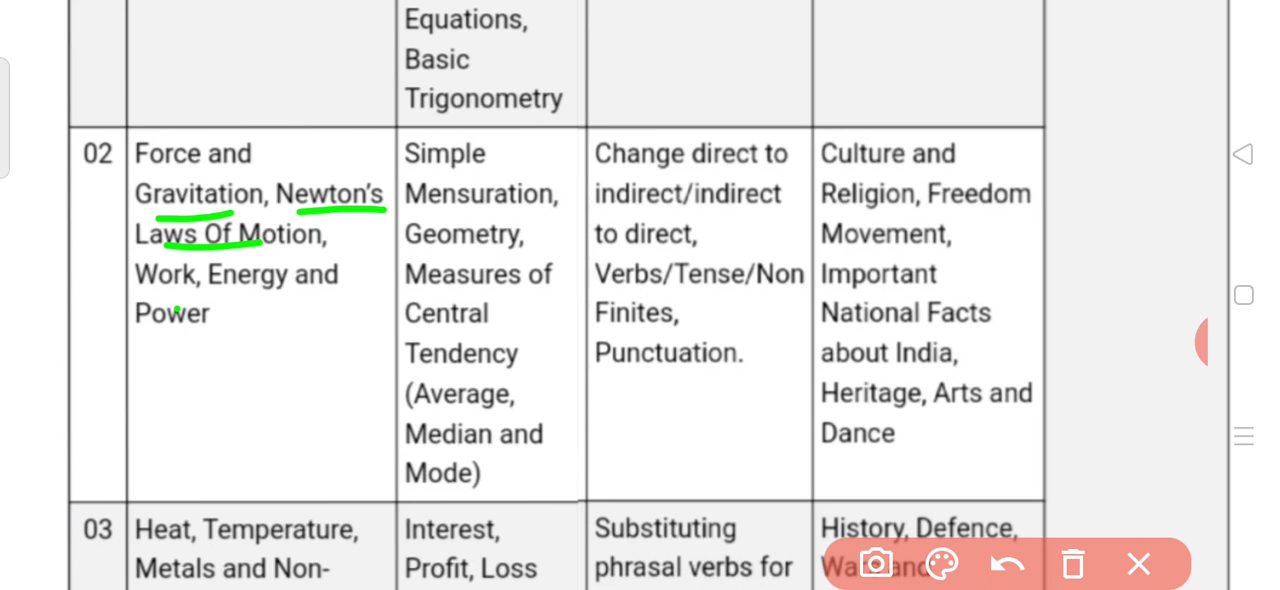 Equations,
Basic
Trigonometry
02
Force and
Gravitation, Newton's
Laws Of Motion,
Work, Energy and
Power
Simple
Mensuration,
Geometry,
Measures of
Central
Tendency
(Average,
Median and
Mode)
Change direct to
indirect/indirect
to direct,
Verbs/Tense/Non
Finites,
Punctuation.
Culture and
Religion, Freedom
Movement,
Important
National Facts
about India,
Heritage, Arts and
Dance
03
Heat, Temperature,
Metals and Non-
Interest,
Profit, Loss
Substituting
phrasal verbs for
History, Defence,
Wars and